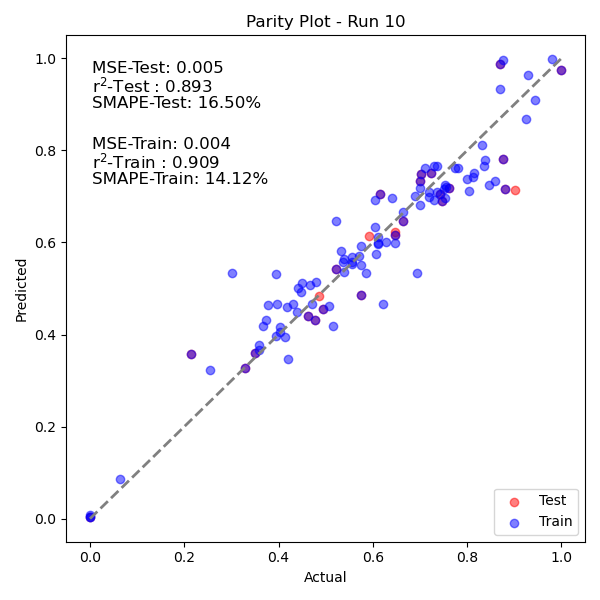 Parity Plot - Run 10
MSE-Test: 0.005
r²-Test : 0.893
SMAPE-Test: 16.50%
MSE-Train: 0.004
r²-Train : 0.909
SMAPE-Train: 14.12%
1.0
0.8
0.6
0.4
0.2
0.0
Predicted
Test
Train
0.0 0.2 0.4 0.6 0.8 1.0
Actual